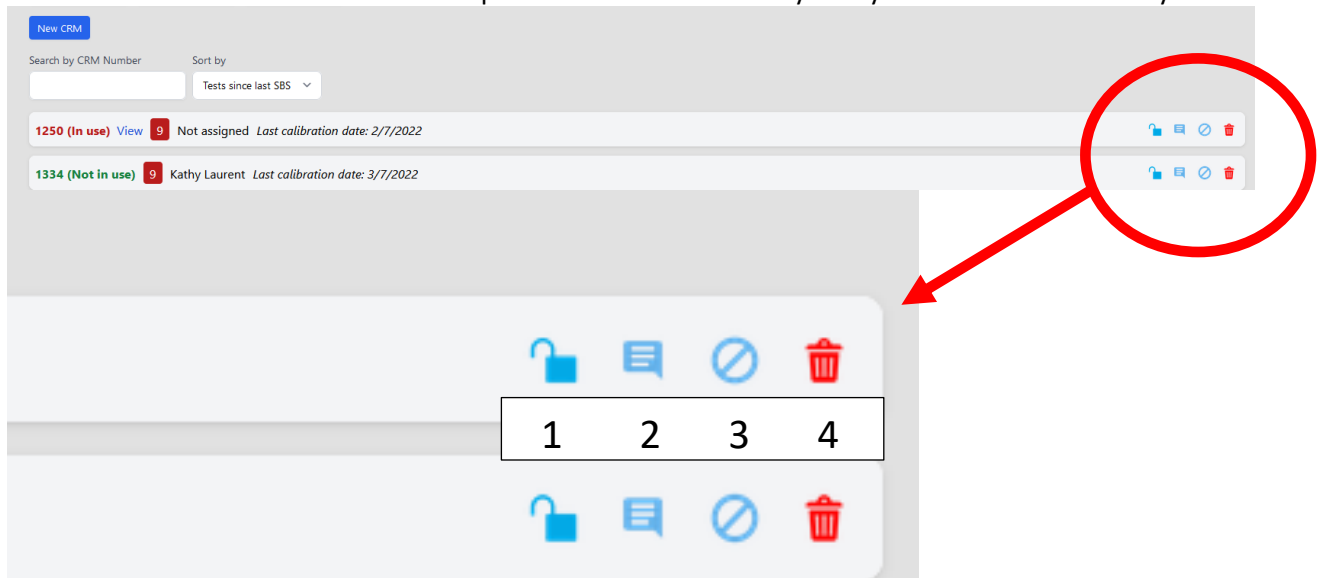 New CRM
Search by CRM Number Sort by
Tests since last SBS
1250 (In use) View 9 Not assigned Last calibration date: 2/7/2022
1334 (Not in use) 9 Kathy Laurent Last calibration date: 3/7/2022
1 2 3 4